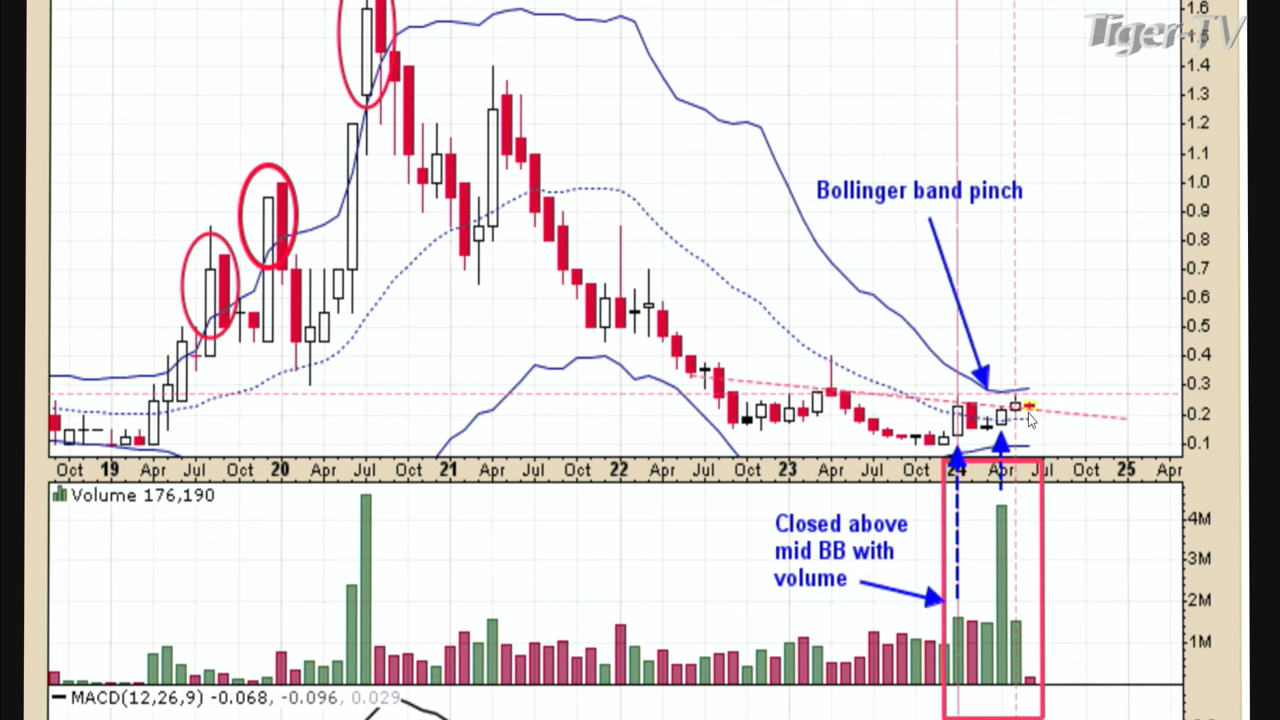 Tiger-TV
1.6
1.5
1.4
1.3
1.2
1.1
1.0
0.9
0.8
0.7
0.6
0.5
0.4
0.3
0.2
0.1
Bollinger band pinch
Oct 19 Apr Jul Oct 20 Apr Jul Oct 21 Apr Jul Oct 22 Apr Jul Oct 23 Apr Jul Oct 24 Apr Jul Oct 25 Apr
Volume 176,190
Closed above
mid BB with
volume
4M
3M
2M
1M
MACD(12,26,9) -0.068, -0.096, 0.029